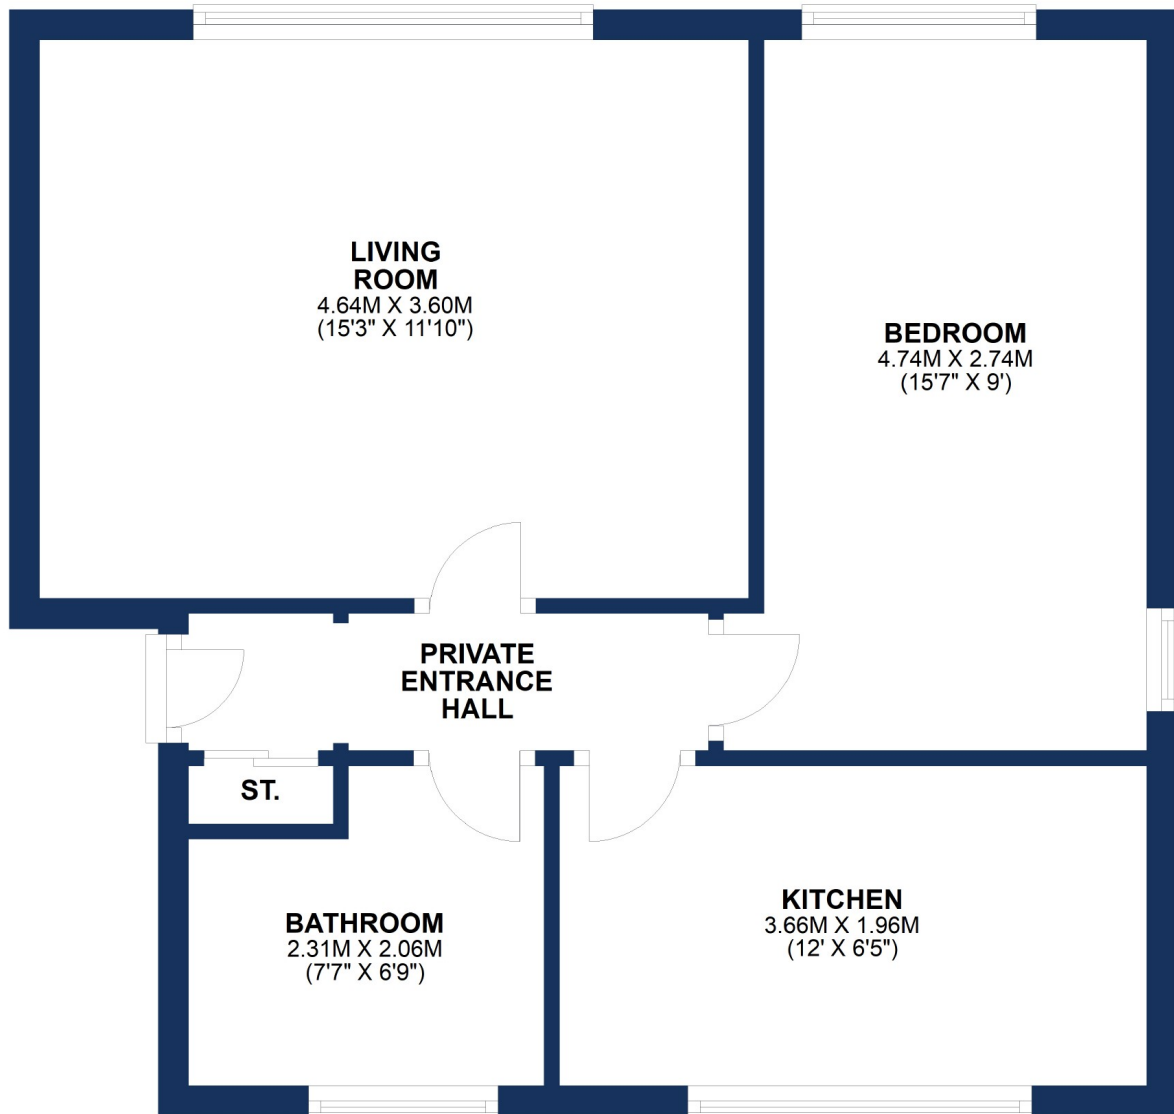 LIVING
ROOM
4.64M X 3.60M
(15'3" X 11'10")
BEDROOM
4.74M X 2.74M
(15'7" X 9')
PRIVATE
ENTRANCE
HALL
ST.
BATHROOM
2.31M X 2.06M
(7'7" X 6'9")
KITCHEN
3.66M X 1.96M
(12' X 6'5")